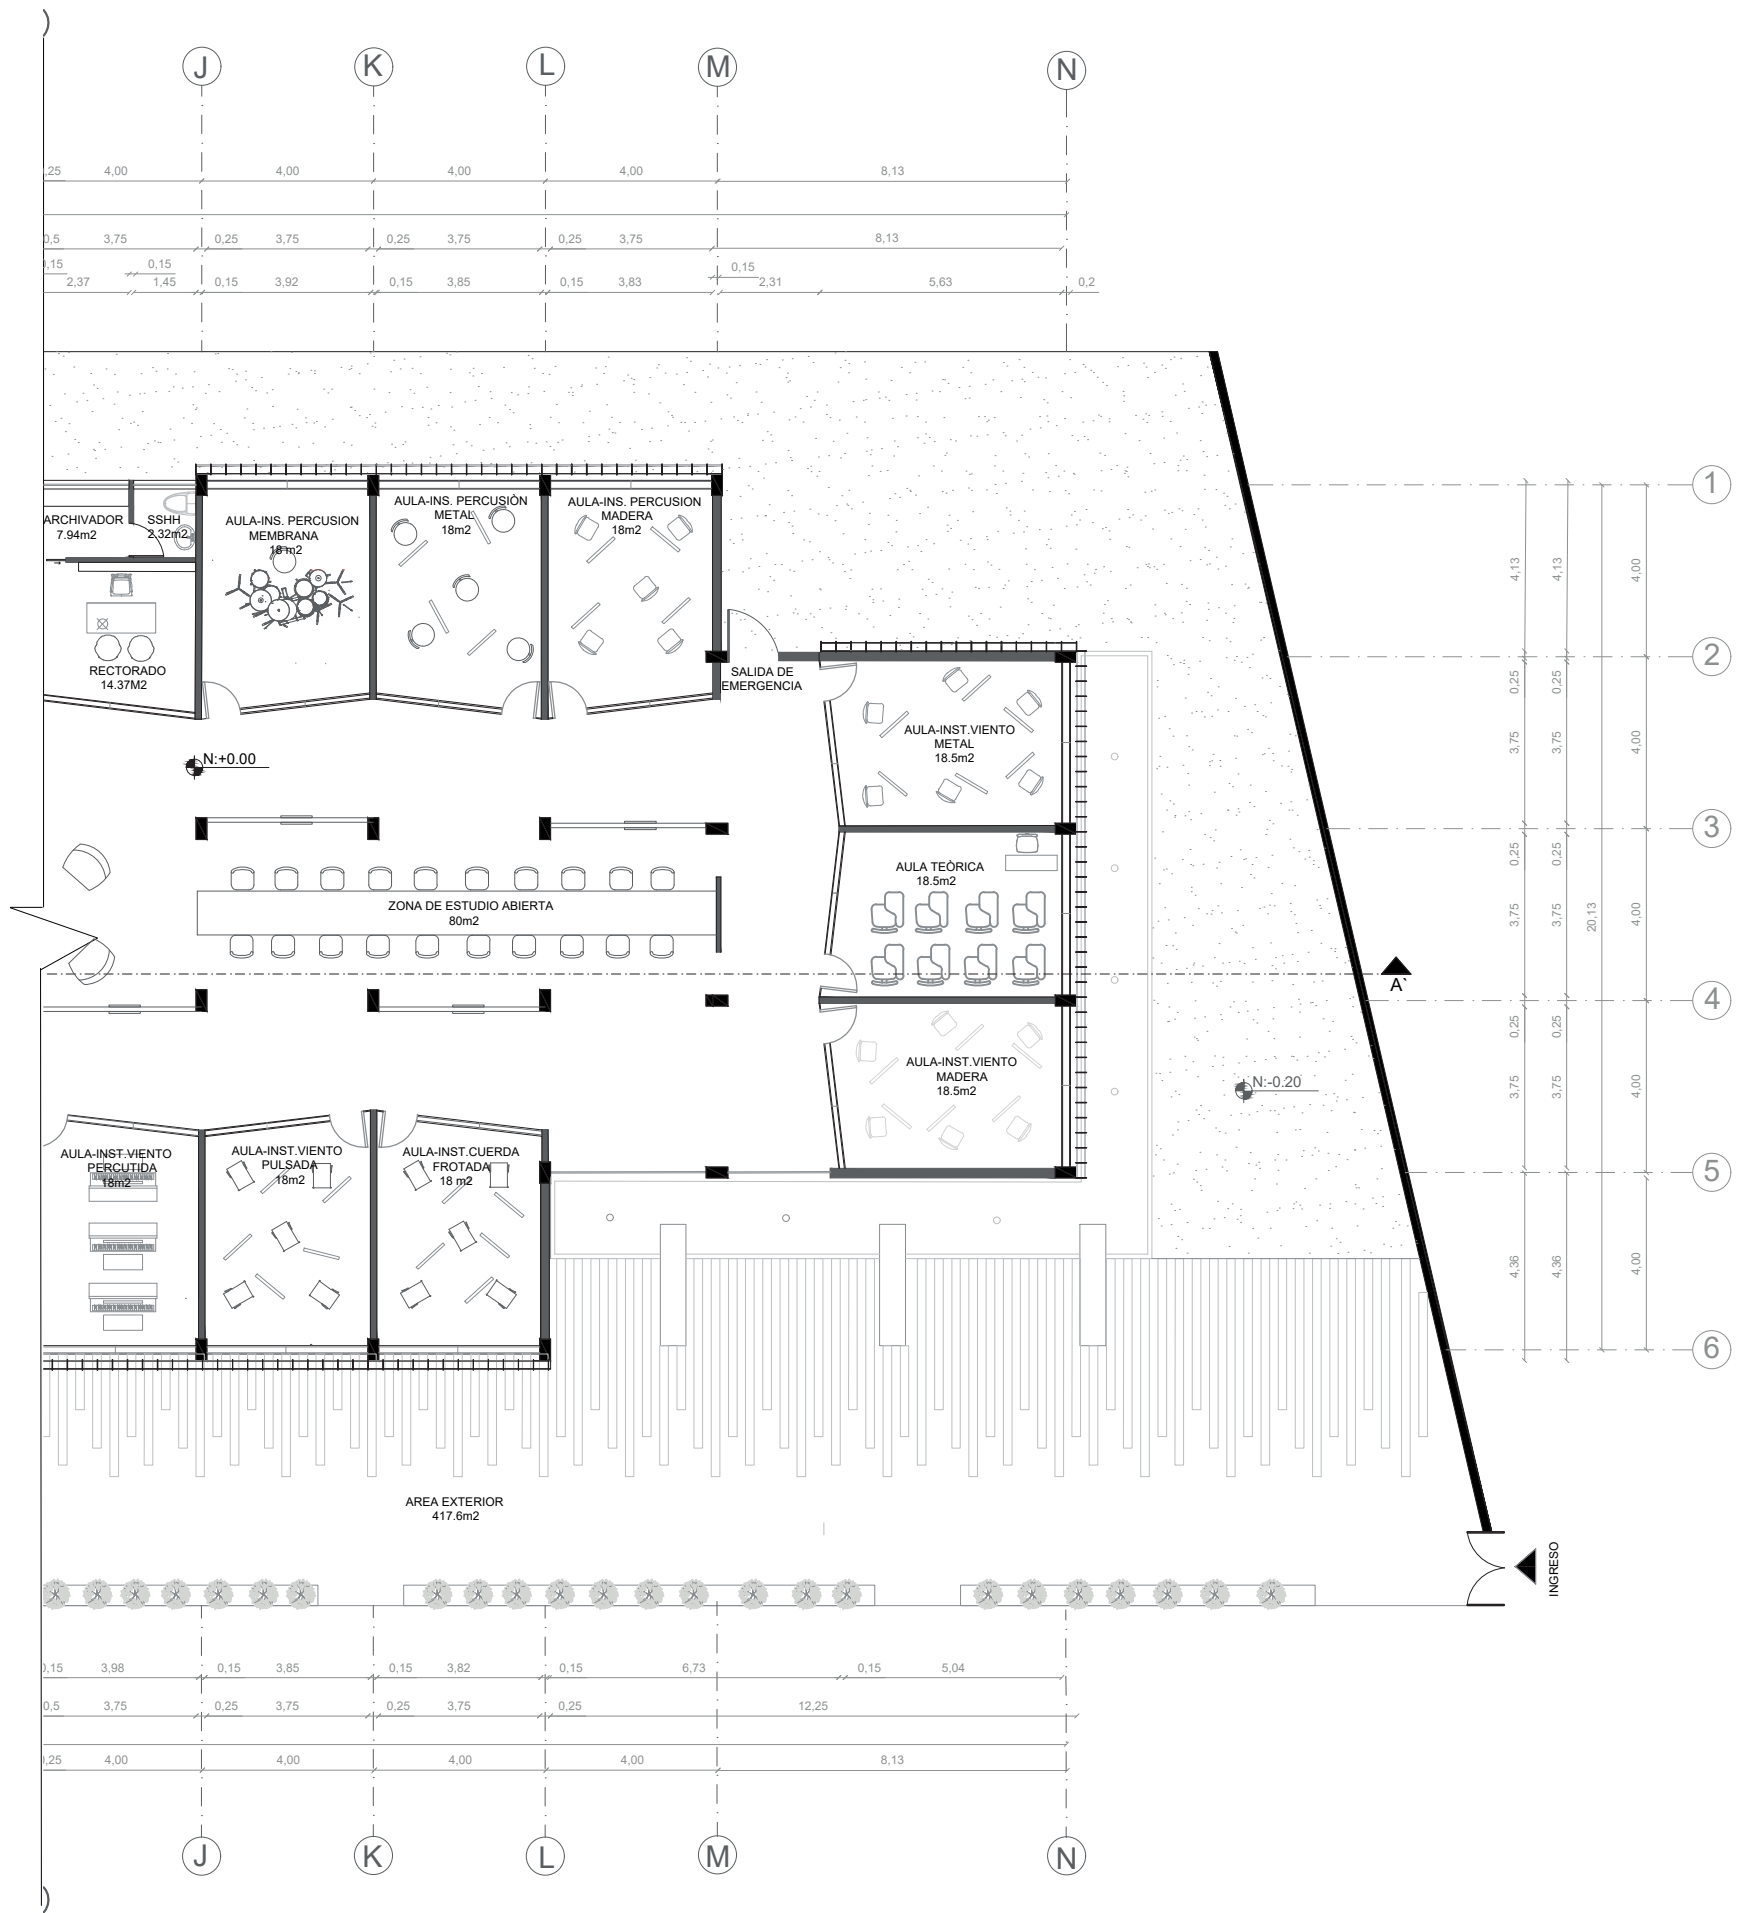 J K L M N
,25 4,00 4,00 4,00 4,00 8,13
0,5 3,75 0,25 3,75 0,25 3,75 0,25 3,75 8,13
,15 0,15 0,15
2,37 1,45 0,15 3,92 0,15 3,85 0,15 3,83 2,31 5,63 0,2
1
ARCHIVADOR
7.94m2
SSHH
2.32m2
AULA-INS. PERCUSION
MEMBRANA
18 m2
AULA-INS. PERCUSIÒN
METAL
18m2
AULA-INS. PERCUSION
MADERA
18m2
4,13 4,13 4,00
RECTORADO
14.37M2
SALIDA DE
EMERGENCIA
2
0,25 0,25
AULA-INST.VIENTO
METAL
18.5m2
3,75 3,75 4,00
N:+0.00
3
0,25 0,25
AULA TEÒRICA
18.5m2
ZONA DE ESTUDIO ABIERTA
80m2
3,75 3,75 20,13 4,00
A`
4
0,25 0,25
AULA-INST.VIENTO
MADERA
18.5m2
N:-0.20
3,75 3,75 4,00
AULA-INST.VIENTO
PERCUTIDA
18m2
AULA-INST.VIENTO
PULSADA
18m2
AULA-INST.CUERDA
FROTADA
18 m2
5
4,36 4,36 4,00
6
AREA EXTERIOR
417.6m2
INGRESO
0,15 3,98 0,15 3,85 0,15 3,82 0,15 6,73 0,15 5,04
0,5 3,75 0,25 3,75 0,25 3,75 0,25 12,25
,25 4,00 4,00 4,00 4,00 8,13
J K L M N